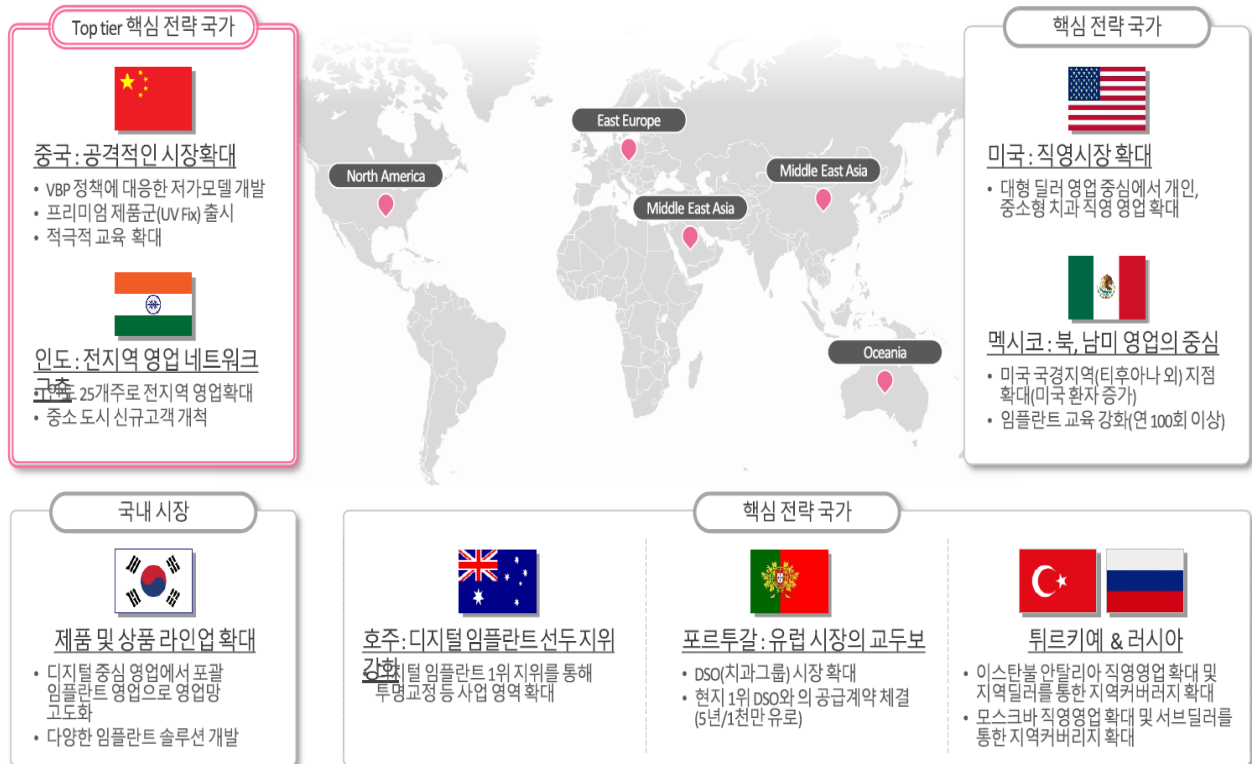 Top tier 핵심 전략 국가
중국 : 공격적인 시장확대
• VBP 정책에 대응한 저가모델 개발
• 프리미엄 제품군(UV Fix) 출시
• 적극적 교육 확대
인도 : 전지역 영업 네트워크
구축
• 인도 25개주로 전지역 영업확대
• 중소 도시 신규고객 개척
North America
East Europe
Middle East Asia
Middle East Asia
Oceania
핵심 전략 국가
미국 : 직영시장 확대
• 대형 딜러 영업 중심에서 개인,
중소형 치과 직영 영업 확대
멕시코 : 북, 남미 영업의 중심
• 미국 국경지역(티후아나 외) 지점
확대(미국 환자 증가)
• 임플란트 교육 강화(연 100회 이상)
국내 시장
제품 및 상품 라인업 확대
• 디지털 중심 영업에서 포괄
임플란트 영업으로 영업망
고도화
• 다양한 임플란트 솔루션 개발
핵심 전략 국가
호주 : 디지털 임플란트 선두지위
강화
• 디지털 임플란트 1위 지위를 통해
투명교정 등 사업 영역 확대
포르투갈 : 유럽 시장의 교두보
• DSO(치과그룹) 시장 확대
• 현지 1위 DSO와 의 공급계약 체결
(5년/1천만 유로)
튀르키예 & 러시아
• 이스탄불 안탈리아 직영영업 확대 및
지역딜러를 통한 지역커버러지 확대
• 모스크바 직영영업 확대 및 서브딜러를
통한 지역커버리지 확대